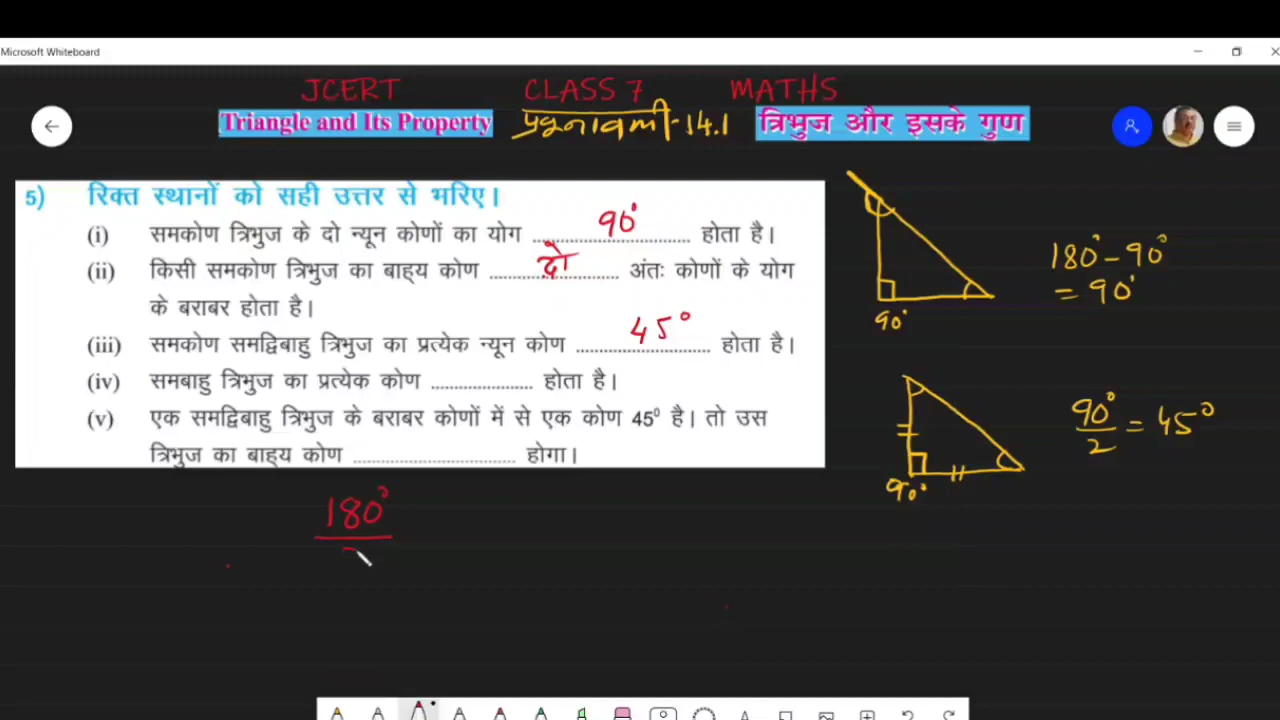 Microsoft Whiteboard
JCERT CLASS 7 MATHS
Triangle and Its Property प्रश्नावली-14.1 त्रिभुज और इसके गुण
5) रिक्त स्थानों को सही उत्तर से भरिए।
(i) समकोण त्रिभुज के दो न्यून कोणों का योग ........90°........ होता है।
(ii) किसी समकोण त्रिभुज का बाह्य कोण ........दो........ अंतः कोणों के योग
के बराबर होता है।
(iii) समकोण समद्विबाहु त्रिभुज का प्रत्येक न्यून कोण ........45°........ होता है।
(iv) समबाहु त्रिभुज का प्रत्येक कोण ...................... होता है।
(v) एक समद्विबाहु त्रिभुज के बराबर कोणों में से एक कोण 45⁰ है। तो उस
त्रिभुज का बाह्य कोण ................................... होगा।
180°
90°
180° - 90°
= 90°
90°
90°/2 = 45°